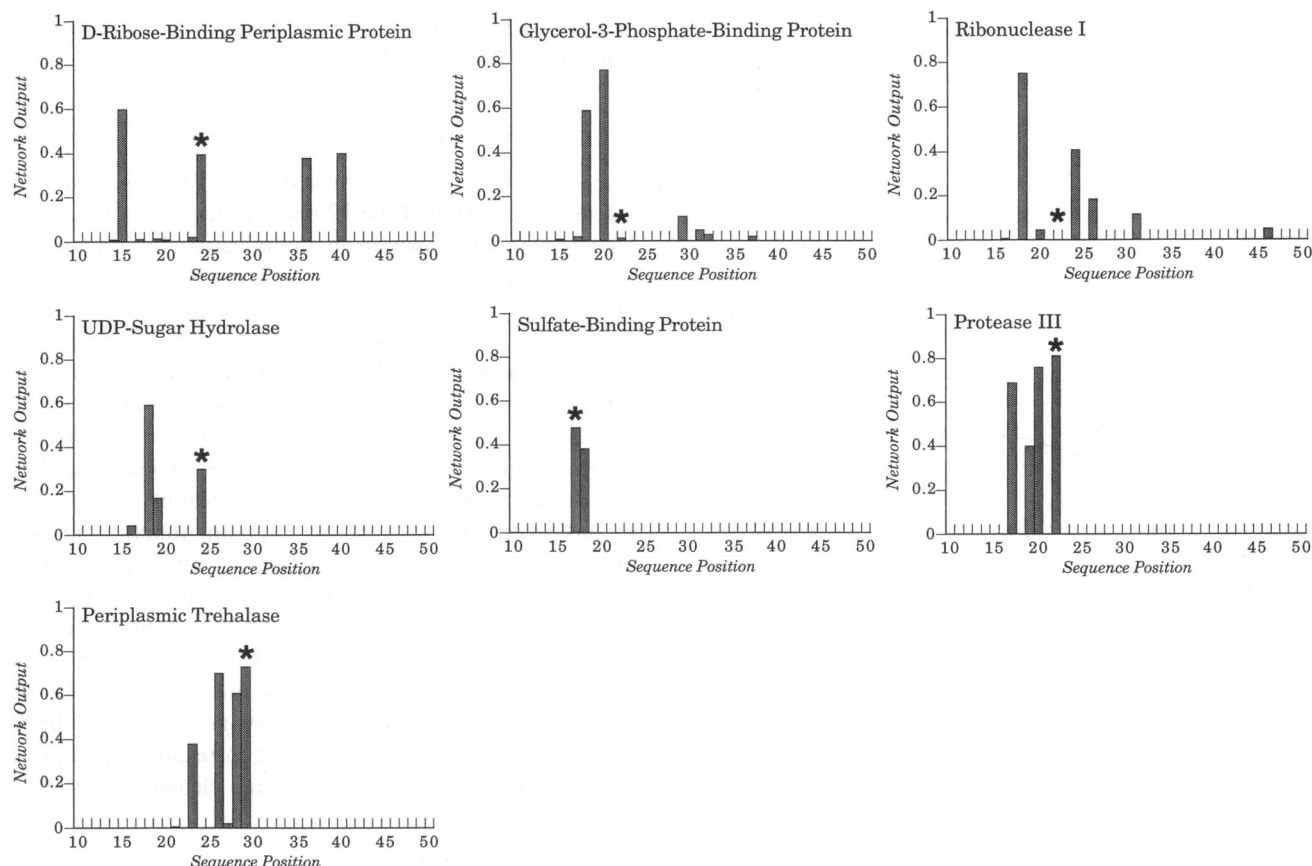 D-Ribose-Binding Periplasmic Protein
Network Output
1
0.8
0.6
0.4
0.2
0
*
10 15 20 25 30 35 40 45 50
Sequence Position
Glycerol-3-Phosphate-Binding Protein
Network Output
1
0.8
0.6
0.4
0.2
0
*
10 15 20 25 30 35 40 45 50
Sequence Position
Ribonuclease I
Network Output
1
0.8
0.6
0.4
0.2
0
*
10 15 20 25 30 35 40 45 50
Sequence Position
UDP-Sugar Hydrolase
Network Output
1
0.8
0.6
0.4
0.2
0
*
10 15 20 25 30 35 40 45 50
Sequence Position
Sulfate-Binding Protein
Network Output
1
0.8
0.6
0.4
0.2
0
*
10 15 20 25 30 35 40 45 50
Sequence Position
Protease III
Network Output
1
0.8
0.6
0.4
0.2
0
*
10 15 20 25 30 35 40 45 50
Sequence Position
Periplasmic Trehalase
Network Output
1
0.8
0.6
0.4
0.2
0
*
10 15 20 25 30 35 40 45 50
Sequence Position